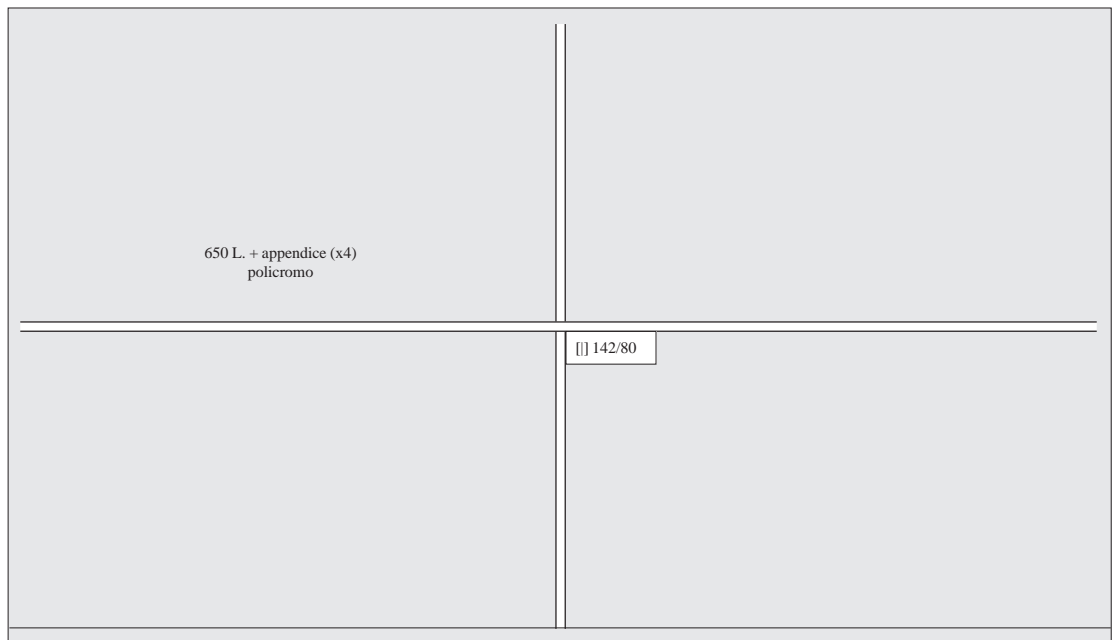 650 L. + appendice (x4)
policromo
[|] 142/80